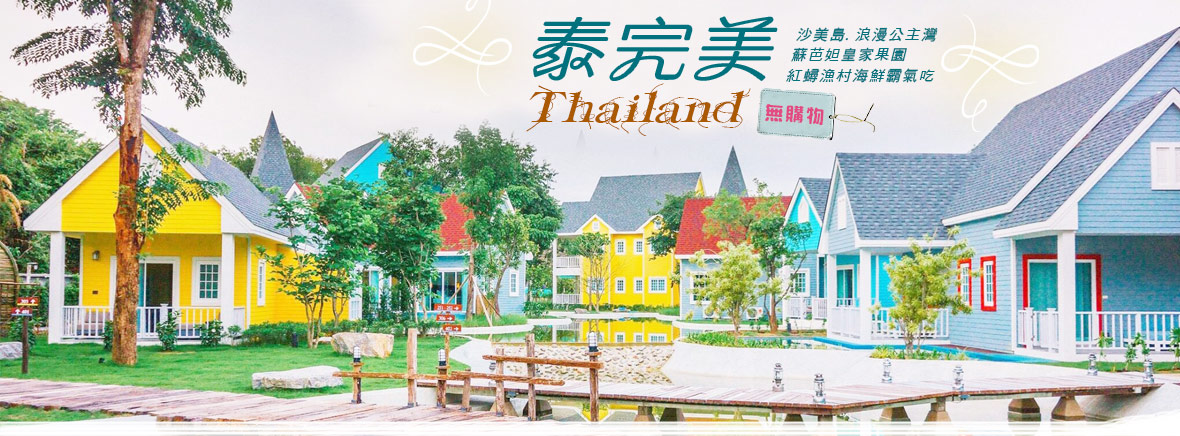 泰完美
Thailand
無購物
沙美島. 浪漫公主灣
蘇芭妲皇家果園
紅蟳漁村海鮮霸氣吃